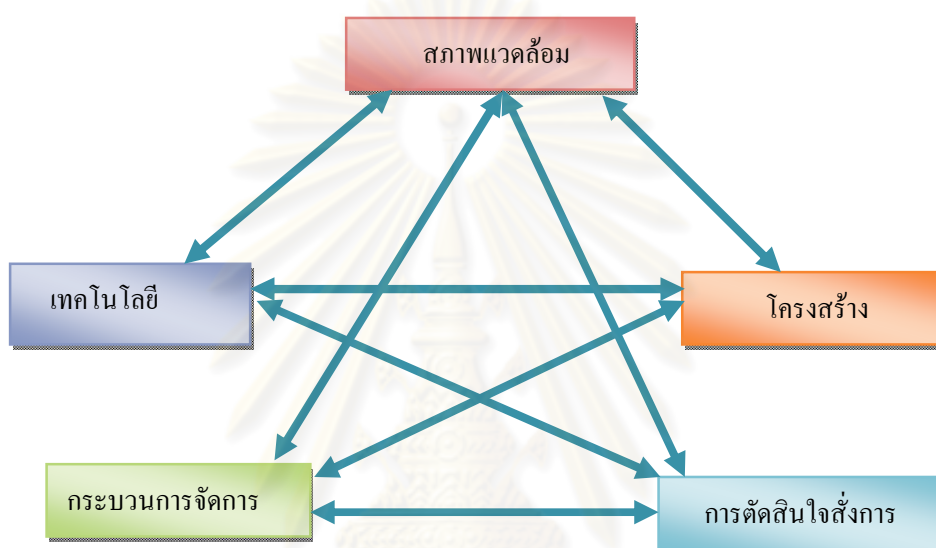 สภาพแวดล้อม
เทคโนโลยี
โครงสร้าง
กระบวนการจัดการ
การตัดสินใจสั่งการ